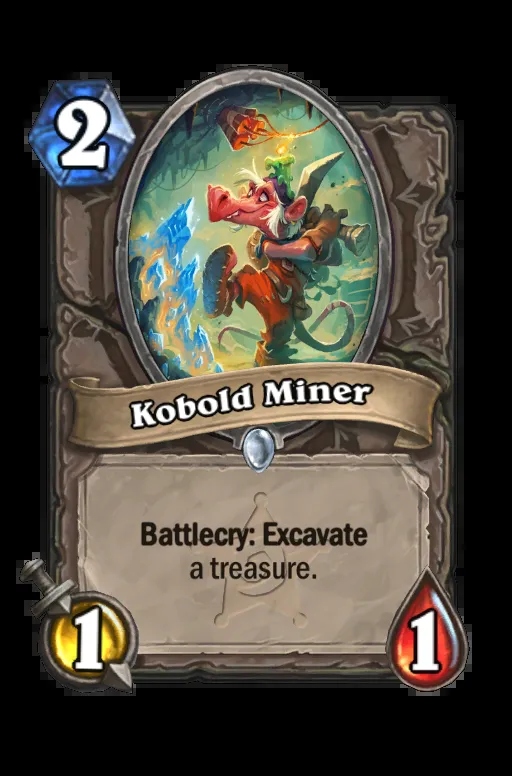 2
Kobold Miner
Battlecry: Excavate
a treasure.
1
1